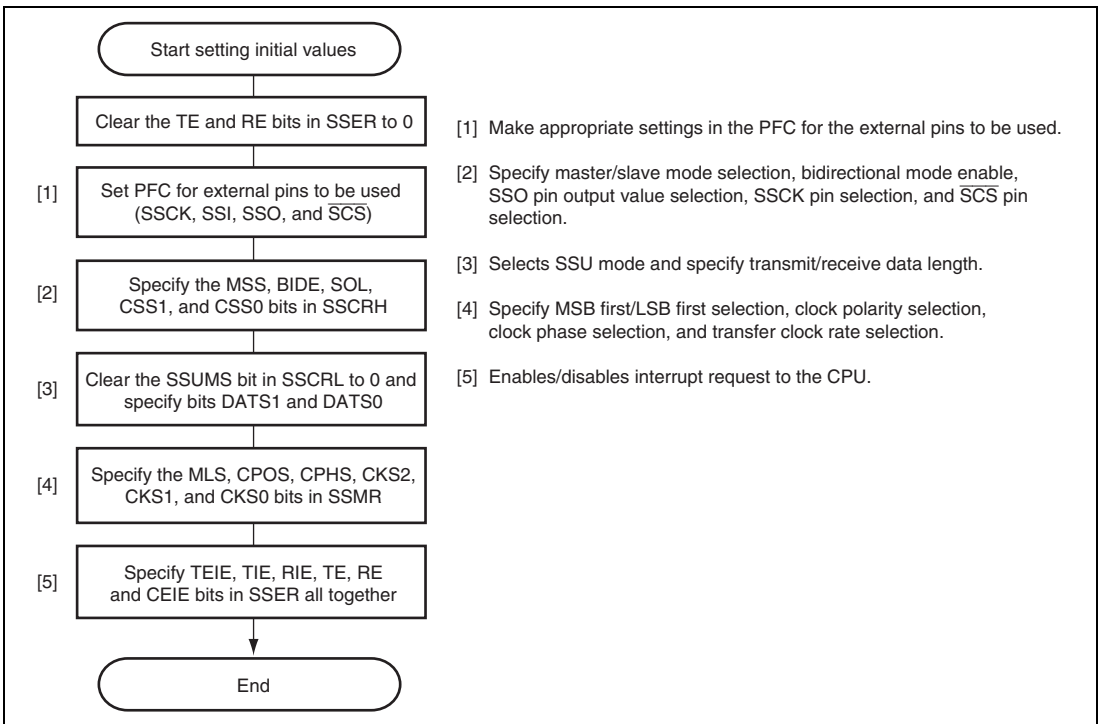 Start setting initial values
Clear the TE and RE bits in SSER to 0
[1]
Set PFC for external pins to be used
(SSCK, SSI, SSO, and S̅C̅S̅)
[2]
Specify the MSS, BIDE, SOL,
CSS1, and CSS0 bits in SSCRH
[3]
Clear the SSUMS bit in SSCRL to 0 and
specify bits DATS1 and DATS0
[4]
Specify the MLS, CPOS, CPHS, CKS2,
CKS1, and CKS0 bits in SSMR
[5]
Specify TEIE, TIE, RIE, TE, RE
and CEIE bits in SSER all together
End
[1] Make appropriate settings in the PFC for the external pins to be used.
[2] Specify master/slave mode selection, bidirectional mode enable,
SSO pin output value selection, SSCK pin selection, and S̅C̅S̅ pin
selection.
[3] Selects SSU mode and specify transmit/receive data length.
[4] Specify MSB first/LSB first selection, clock polarity selection,
clock phase selection, and transfer clock rate selection.
[5] Enables/disables interrupt request to the CPU.